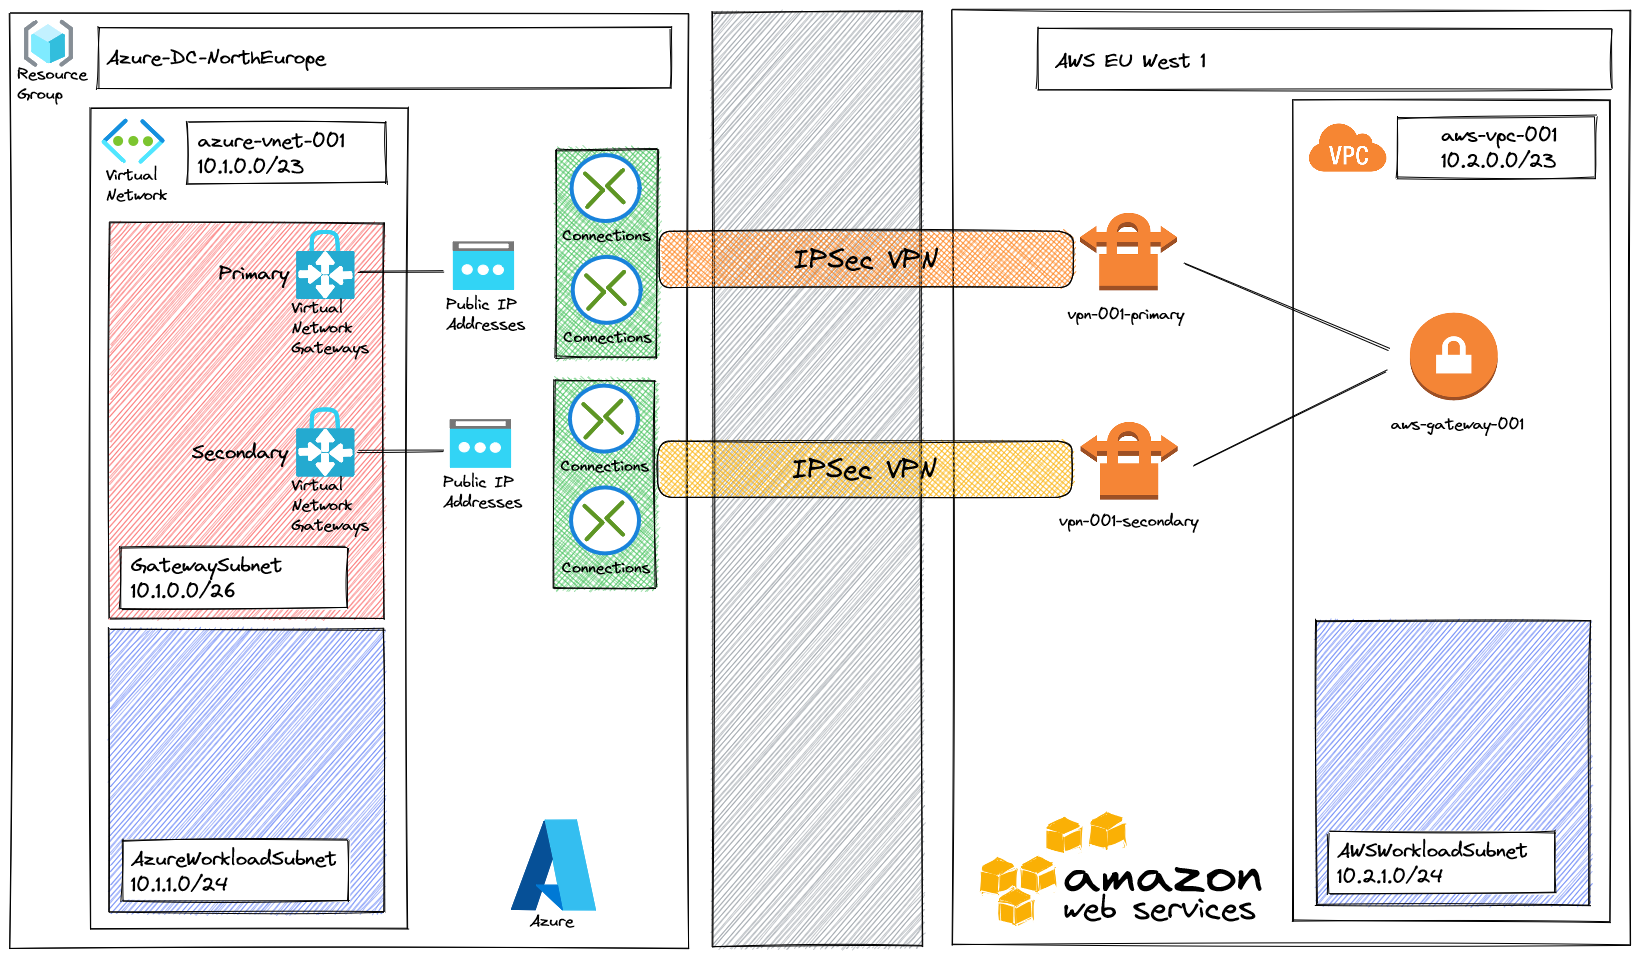 Resource
Group
Azure-DC-NorthEurope
Virtual
Network
azure-vnet-001
10.1.0.0/23
Primary
Virtual
Network
Gateways
Public IP
Addresses
Connections
Connections
Secondary
Virtual
Network
Gateways
Public IP
Addresses
Connections
Connections
GatewaySubnet
10.1.0.0/26
AzureWorkloadSubnet
10.1.1.0/24
Azure
IPSec VPN
IPSec VPN
AWS EU West 1
VPC
aws-vpc-001
10.2.0.0/23
vpn-001-primary
vpn-001-secondary
aws-gateway-001
AWSWorkloadSubnet
10.2.1.0/24
amazon
web services